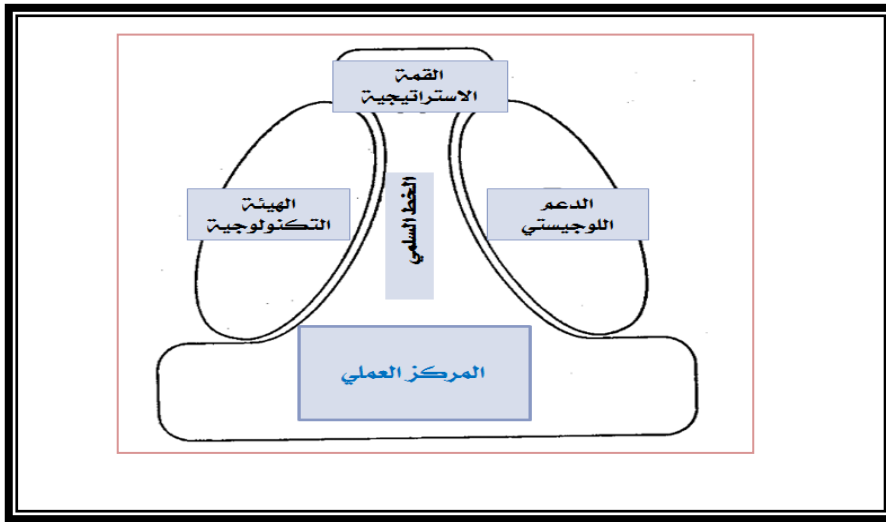 القمة
الاستراتيجية
الهيئة
التكنولوجية
الخط السلمي
الدعم
اللوجيستي
المركز العملي